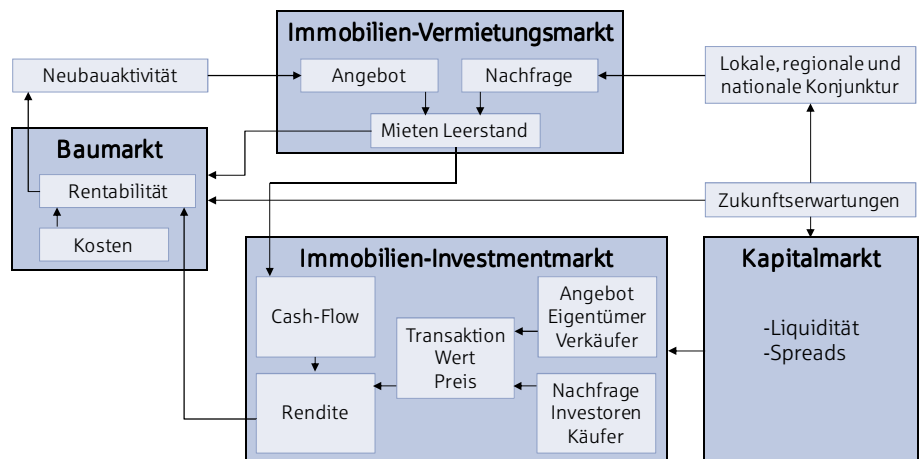 Immobilien-Vermietungsmarkt
Neubauaktivität
Angebot
Nachfrage
Lokale, regionale und
nationale Konjunktur
Mieten Leerstand
Baumarkt
Rentabilität
Kosten
Zukunftserwartungen
Immobilien-Investmentmarkt
Cash-Flow
Rendite
Transaktion
Wert
Preis
Angebot
Eigentümer
Verkäufer
Nachfrage
Investoren
Käufer
Kapitalmarkt
-Liquidität
-Spreads